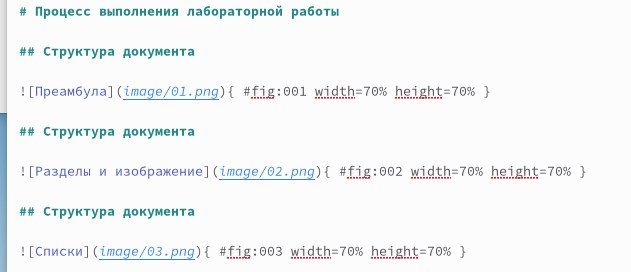 # Процесс выполнения лабораторной работы
## Структура документа
![Преамбула](image/01.png){ #fig:001 width=70% height=70% }
## Структура документа
![Разделы и изображение](image/02.png){ #fig:002 width=70% height=70% }
## Структура документа
![Списки](image/03.png){ #fig:003 width=70% height=70% }